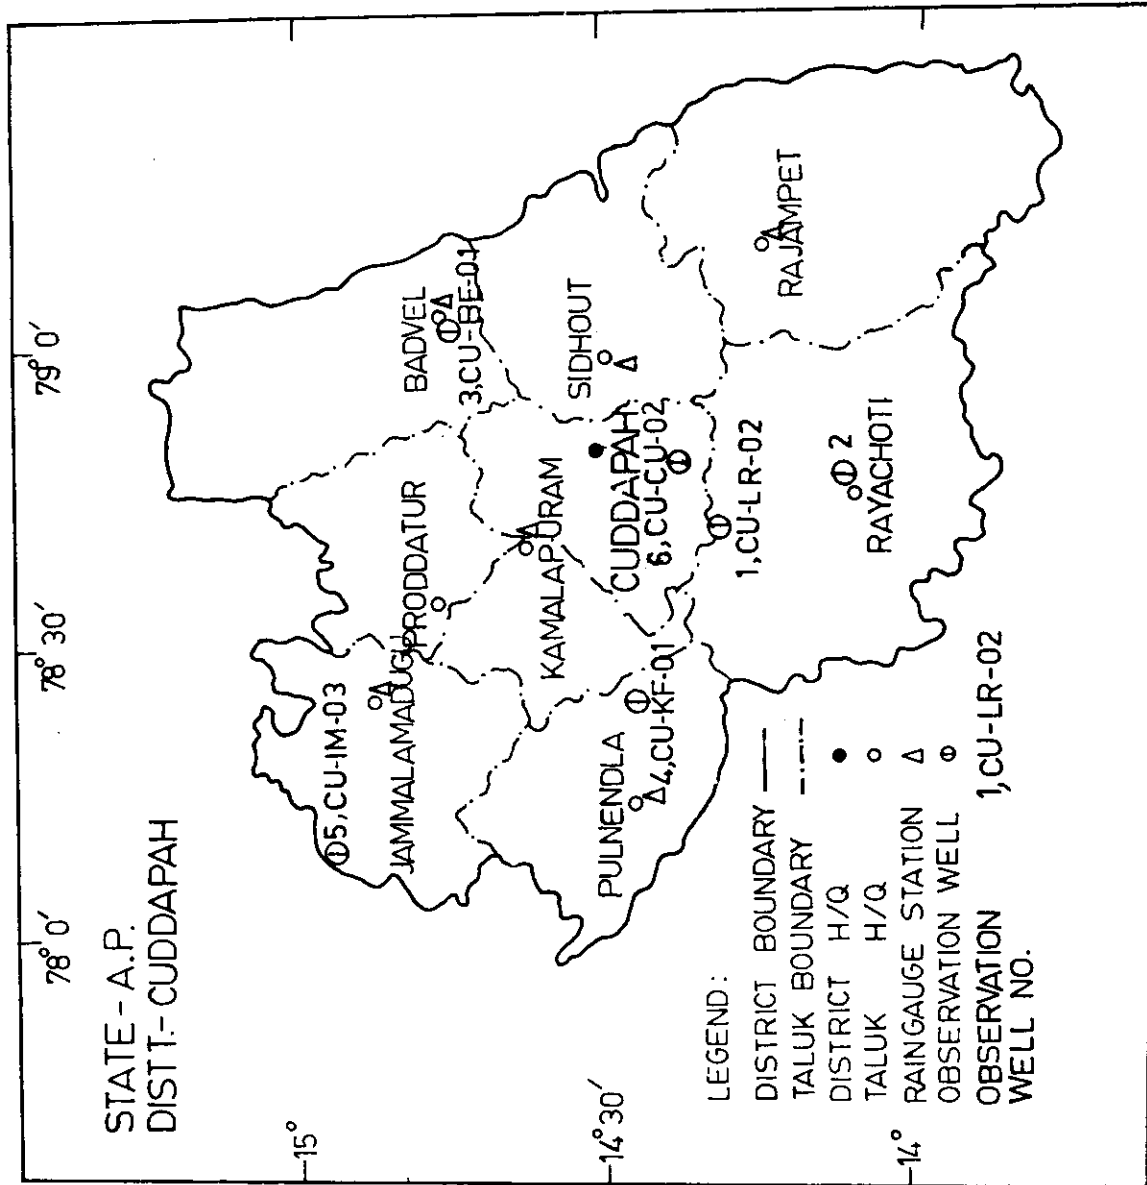 STATE - A.P.
DISTT.- CUDDAPAH
78° 0'
78° 30'
79° 0'
15°
14° 30'
14°
5, CU-IM-03
JAMMALAMADUGU
PRODDATUR
BADVEL
3,CU-BE-01
KAMALAPURAM
SIDHOUT
CUDDAPAH
6, CU-CU-02
PULNENDLA
4,CU-KF-01
1,CU-LR-02
2
RAYACHOTI
RAJAMPET
LEGEND:
DISTRICT BOUNDARY
TALUK BOUNDARY
DISTRICT H/Q
TALUK H/Q
RAINGAUGE STATION
OBSERVATION WELL
OBSERVATION
WELL NO. 1,CU-LR-02